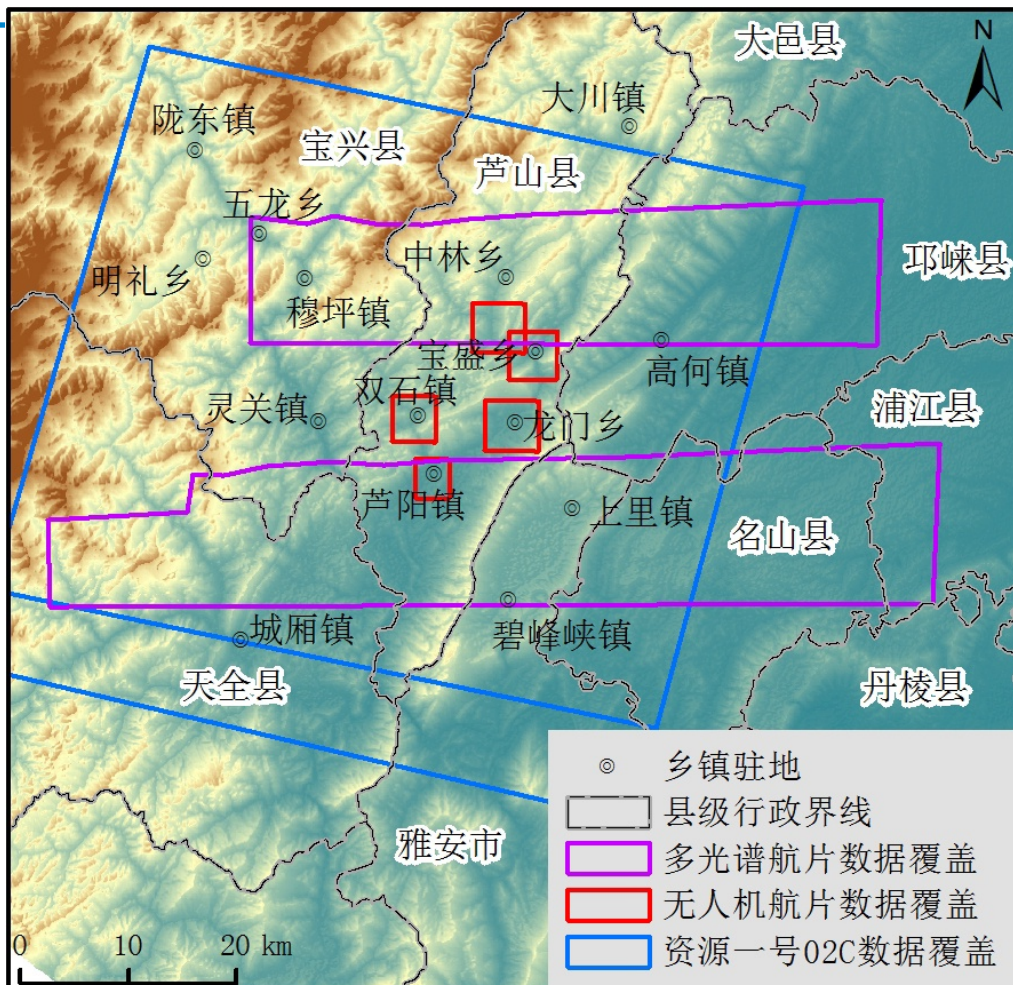 大邑县
N
大川镇
陇东镇
宝兴县
芦山县
五龙乡
中林乡
邛崃县
明礼乡
穆坪镇
宝盛乡
高何镇
双石镇
灵关镇
龙门乡
浦江县
芦阳镇
上里镇
名山县
碧峰峡镇
城厢镇
天全县
丹棱县
雅安市
乡镇驻地
县级行政界线
多光谱航片数据覆盖
无人机航片数据覆盖
资源一号02C数据覆盖
0 10 20 km